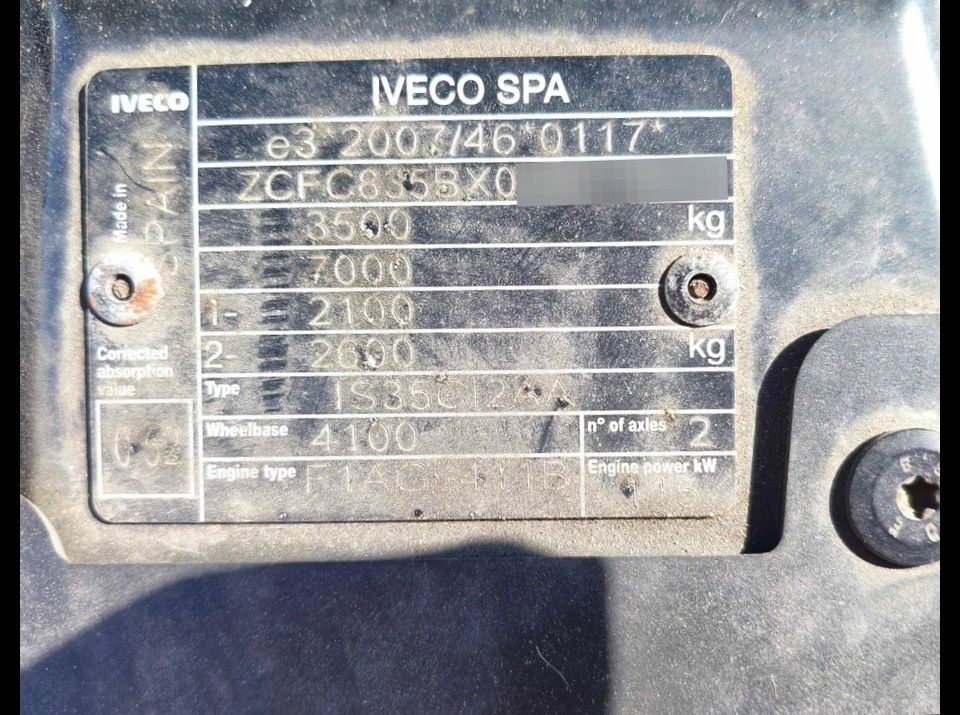 IVECO
IVECO SPA
e3*2007/46*0117*
ZCFC835BX0
3500 kg
7000
1- 2100
2- 2600 kg
Made in SPAIN
Corrected
absorption
value
Type
Wheelbase 4100 n° of axles 2
Engine type Engine power kW